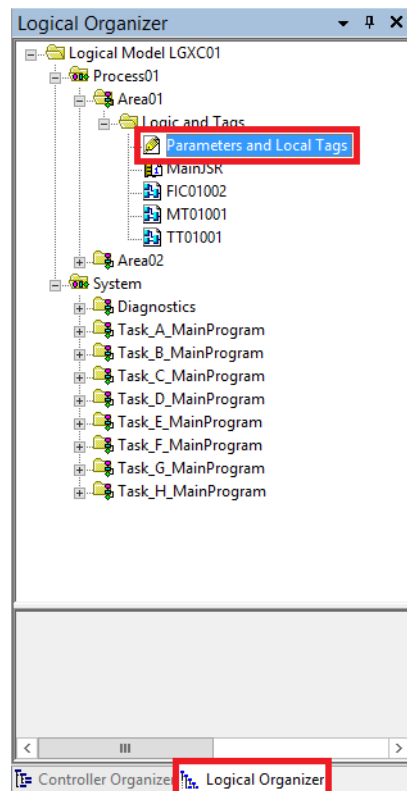 Logical Organizer
Logical Model LGXC01
Process01
Area01
Logic and Tags
Parameters and Local Tags
MainJSR
FIC01002
MT01001
TT01001
Area02
System
Diagnostics
Task_A_MainProgram
Task_B_MainProgram
Task_C_MainProgram
Task_D_MainProgram
Task_E_MainProgram
Task_F_MainProgram
Task_G_MainProgram
Task_H_MainProgram
Controller Organizer Logical Organizer